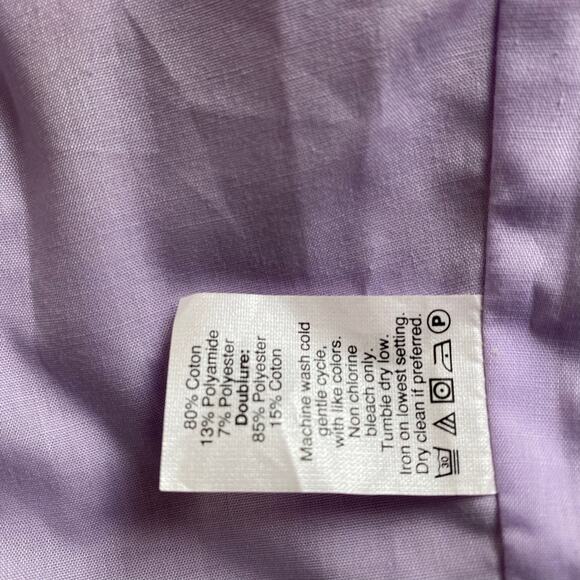 80% Coton
13% Polyamide
7% Polyester
Doublure:
85% Polyester
15% Coton
Machine wash cold
gentle cycle,
with like colors.
Non chlorine
bleach only.
Tumble dry low.
Iron on lowest setting.
Dry clean if preferred.
30 P